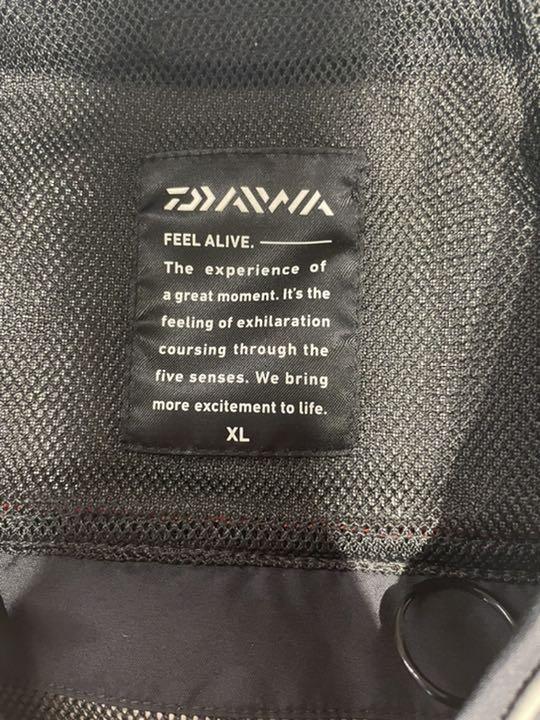 DAIWA
FEEL ALIVE.
The experience of
a great moment. It's the
feeling of exhilaration
coursing through the
five senses. We bring
more excitement to life.
XL